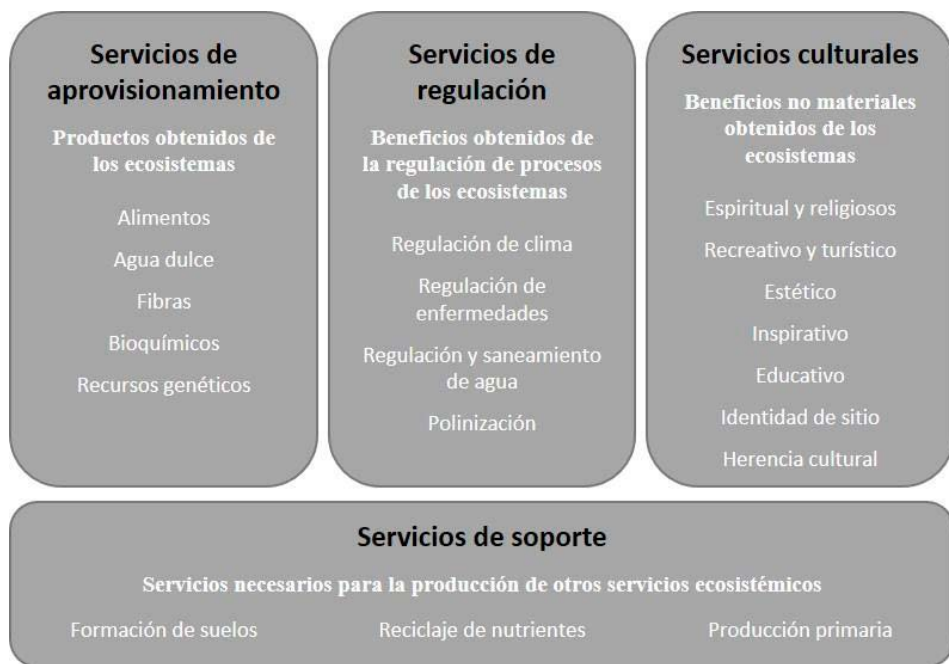 Servicios de
aprovisionamiento
Productos obtenidos de
los ecosistemas
Alimentos
Agua dulce
Fibras
Bioquímicos
Recursos genéticos
Servicios de
regulación
Beneficios obtenidos de
la regulación de procesos
de los ecosistemas
Regulación de clima
Regulación de
enfermedades
Regulación y saneamiento
de agua
Polinización
Servicios culturales
Beneficios no materiales
obtenidos de los
ecosistemas
Espiritual y religiosos
Recreativo y turístico
Estético
Inspirativo
Educativo
Identidad de sitio
Herencia cultural
Servicios de soporte
Servicios necesarios para la producción de otros servicios ecosistémicos
Formación de suelos Reciclaje de nutrientes Producción primaria